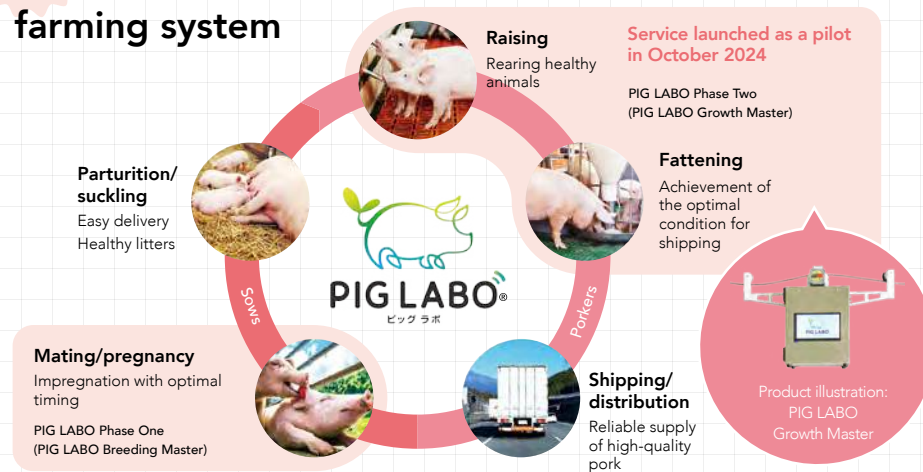 farming system
Raising
Rearing healthy
animals
Service launched as a pilot
in October 2024
PIG LABO Phase Two
(PIG LABO Growth Master)
Fattening
Achievement of
the optimal
condition for
shipping
Parturition/
suckling
Easy delivery
Healthy litters
PIG LABO®
ピッグ ラボ
Sows
Porkers
Mating/pregnancy
Impregnation with optimal
timing
PIG LABO Phase One
(PIG LABO Breeding Master)
Shipping/
distribution
Reliable supply
of high-quality
pork
PIG LABO
Product illustration:
PIG LABO
Growth Master